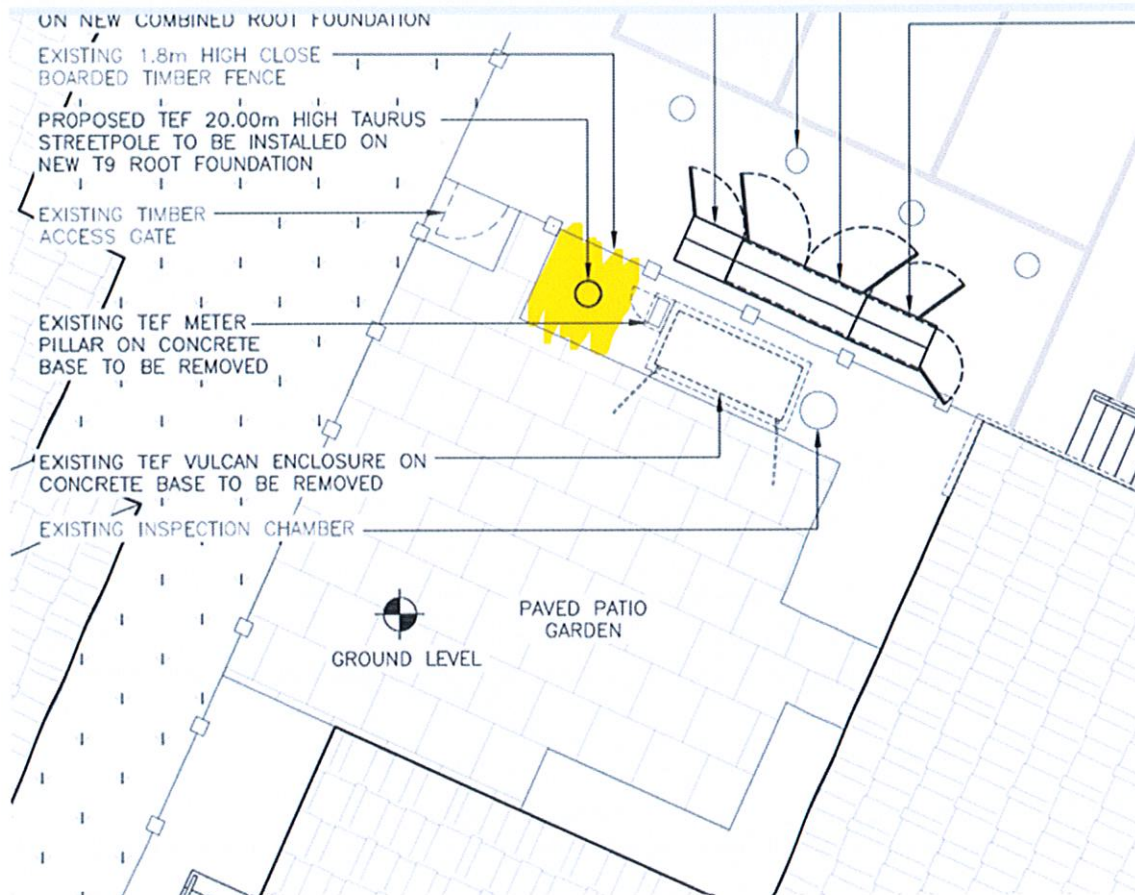 ON NEW COMBINED ROOT FOUNDATION
EXISTING 1.8m HIGH CLOSE
BOARDED TIMBER FENCE
PROPOSED TEF 20.00m HIGH TAURUS
STREETPOLE TO BE INSTALLED ON
NEW T9 ROOT FOUNDATION
EXISTING TIMBER
ACCESS GATE
EXISTING TEF METER
PILLAR ON CONCRETE
BASE TO BE REMOVED
EXISTING TEF VULCAN ENCLOSURE ON
CONCRETE BASE TO BE REMOVED
EXISTING INSPECTION CHAMBER
PAVED PATIO
GARDEN
GROUND LEVEL